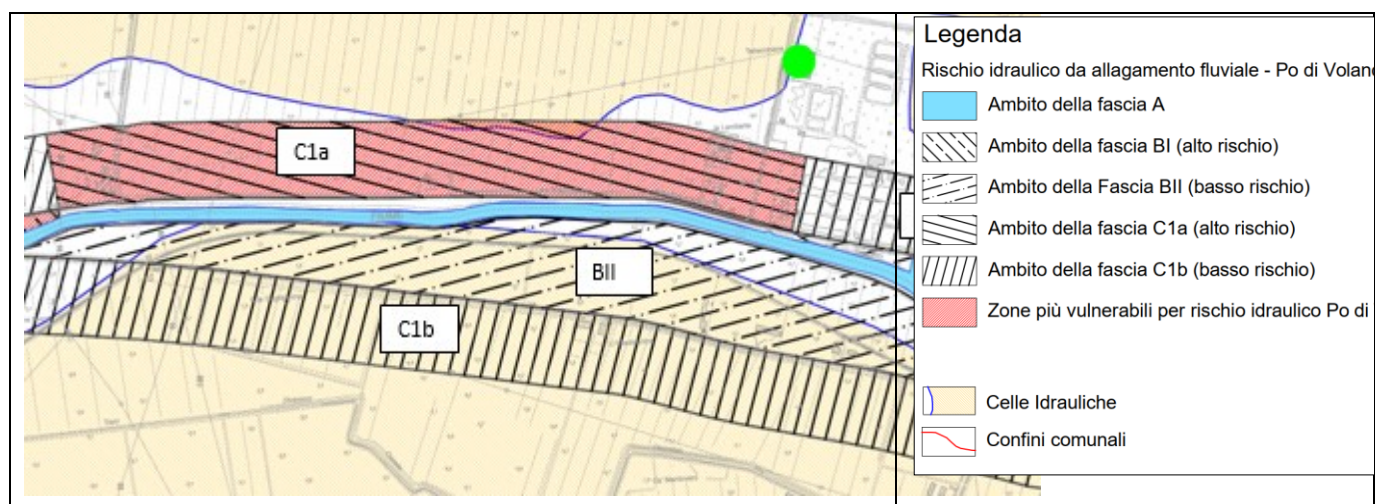 C1a
BII
C1b
Legenda
Rischio idraulico da allagamento fluviale - Po di Volan
Ambito della fascia A
Ambito della fascia BI (alto rischio)
Ambito della Fascia BII (basso rischio)
Ambito della fascia C1a (alto rischio)
Ambito della fascia C1b (basso rischio)
Zone più vulnerabili per rischio idraulico Po di
Celle Idrauliche
Confini comunali